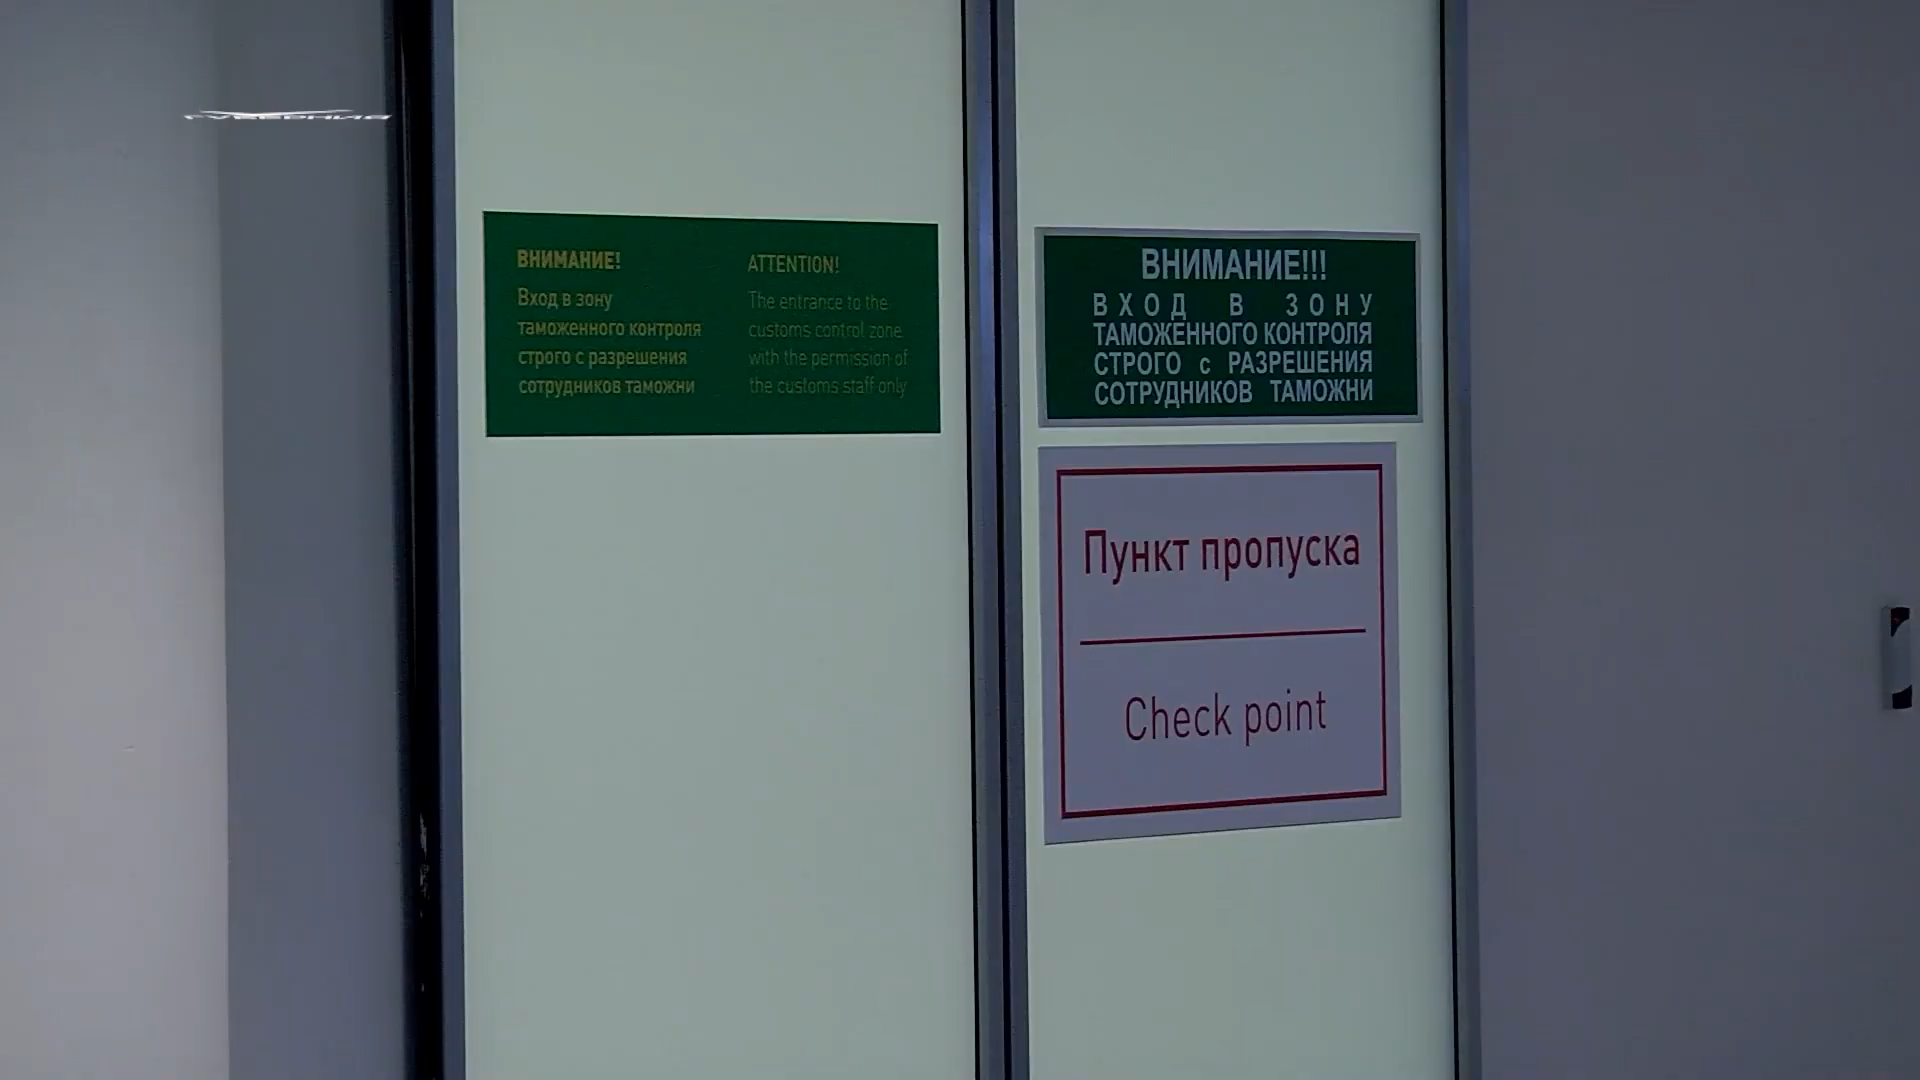 ВНИМАНИЕ!
Вход в зону
таможенного контроля
строго с разрешения
сотрудников таможни
ATTENTION!
The entrance to the
customs control zone
with the permission of
the customs staff only
ВНИМАНИЕ!!!
ВХОД В ЗОНУ
ТАМОЖЕННОГО КОНТРОЛЯ
СТРОГО с РАЗРЕШЕНИЯ
СОТРУДНИКОВ ТАМОЖНИ
Пункт пропуска
Check point